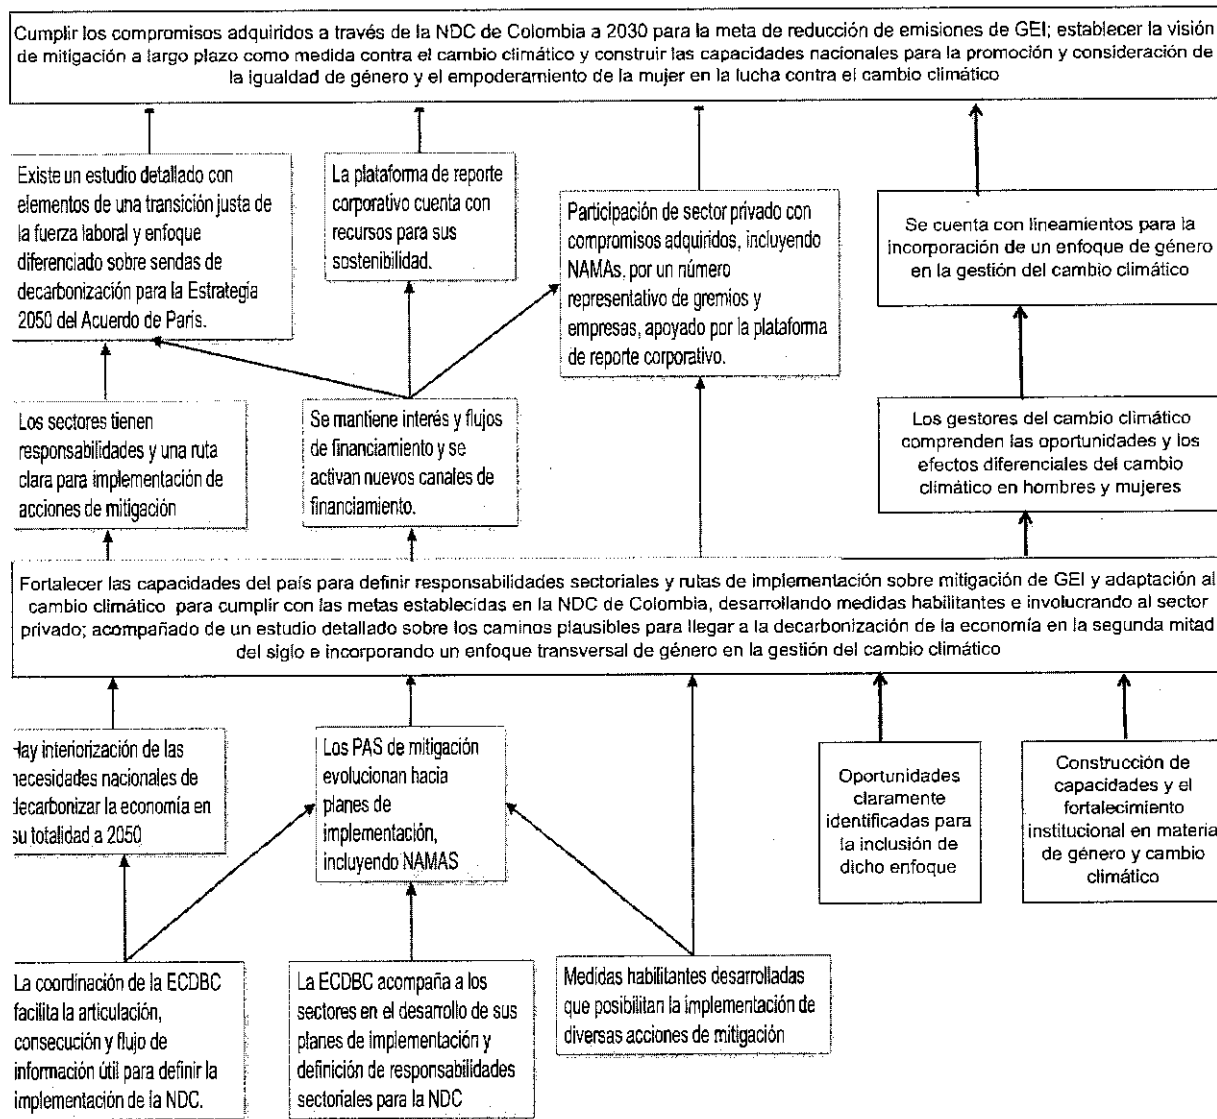 Cumplir los compromisos adquiridos a través de la NDC de Colombia a 2030 para la meta de reducción de emisiones de GEI; establecer la visión
de mitigación a largo plazo como medida contra el cambio climático y construir las capacidades nacionales para la promoción y consideración de
la igualdad de género y el empoderamiento de la mujer en la lucha contra el cambio climático
Existe un estudio detallado con
elementos de una transición justa de
la fuerza laboral y enfoque
diferenciado sobre sendas de
decarbonización para la Estrategia
2050 del Acuerdo de París.
La plataforma de reporte
corporativo cuenta con
recursos para sus
sostenibilidad.
Participación de sector privado con
compromisos adquiridos, incluyendo
NAMAs, por un número
representativo de gremios y
empresas, apoyado por la plataforma
de reporte corporativo.
Se cuenta con lineamientos para la
incorporación de un enfoque de género
en la gestión del cambio climático
Los sectores tienen
responsabilidades y una ruta
clara para implementación de
acciones de mitigación
Se mantiene interés y flujos
de financiamiento y se
activan nuevos canales de
financiamiento.
Los gestores del cambio climático
comprenden las oportunidades y los
efectos diferenciales del cambio
climático en hombres y mujeres
Fortalecer las capacidades del país para definir responsabilidades sectoriales y rutas de implementación sobre mitigación de GEI y adaptación al
cambio climático para cumplir con las metas establecidas en la NDC de Colombia, desarrollando medidas habilitantes e involucrando al sector
privado; acompañado de un estudio detallado sobre los caminos plausibles para llegar a la decarbonización de la economía en la segunda mitad
del siglo e incorporando un enfoque transversal de género en la gestión del cambio climático
Hay interiorización de las
necesidades nacionales de
decarbonizar la economía en
su totalidad a 2050
Los PAS de mitigación
evolucionan hacia
planes de
implementación,
incluyendo NAMAS
Oportunidades
claramente
identificadas para
la inclusión de
dicho enfoque
Construcción de
capacidades y el
fortalecimiento
institucional en materia
de género y cambio
climático
La coordinación de la ECDBC
facilita la articulación,
consecución y flujo de
información útil para definir la
implementación de la NDC.
La ECDBC acompaña a los
sectores en el desarrollo de sus
planes de implementación y
definición de responsabilidades
sectoriales para la NDC
Medidas habilitantes desarrolladas
que posibilitan la implementación de
diversas acciones de mitigación